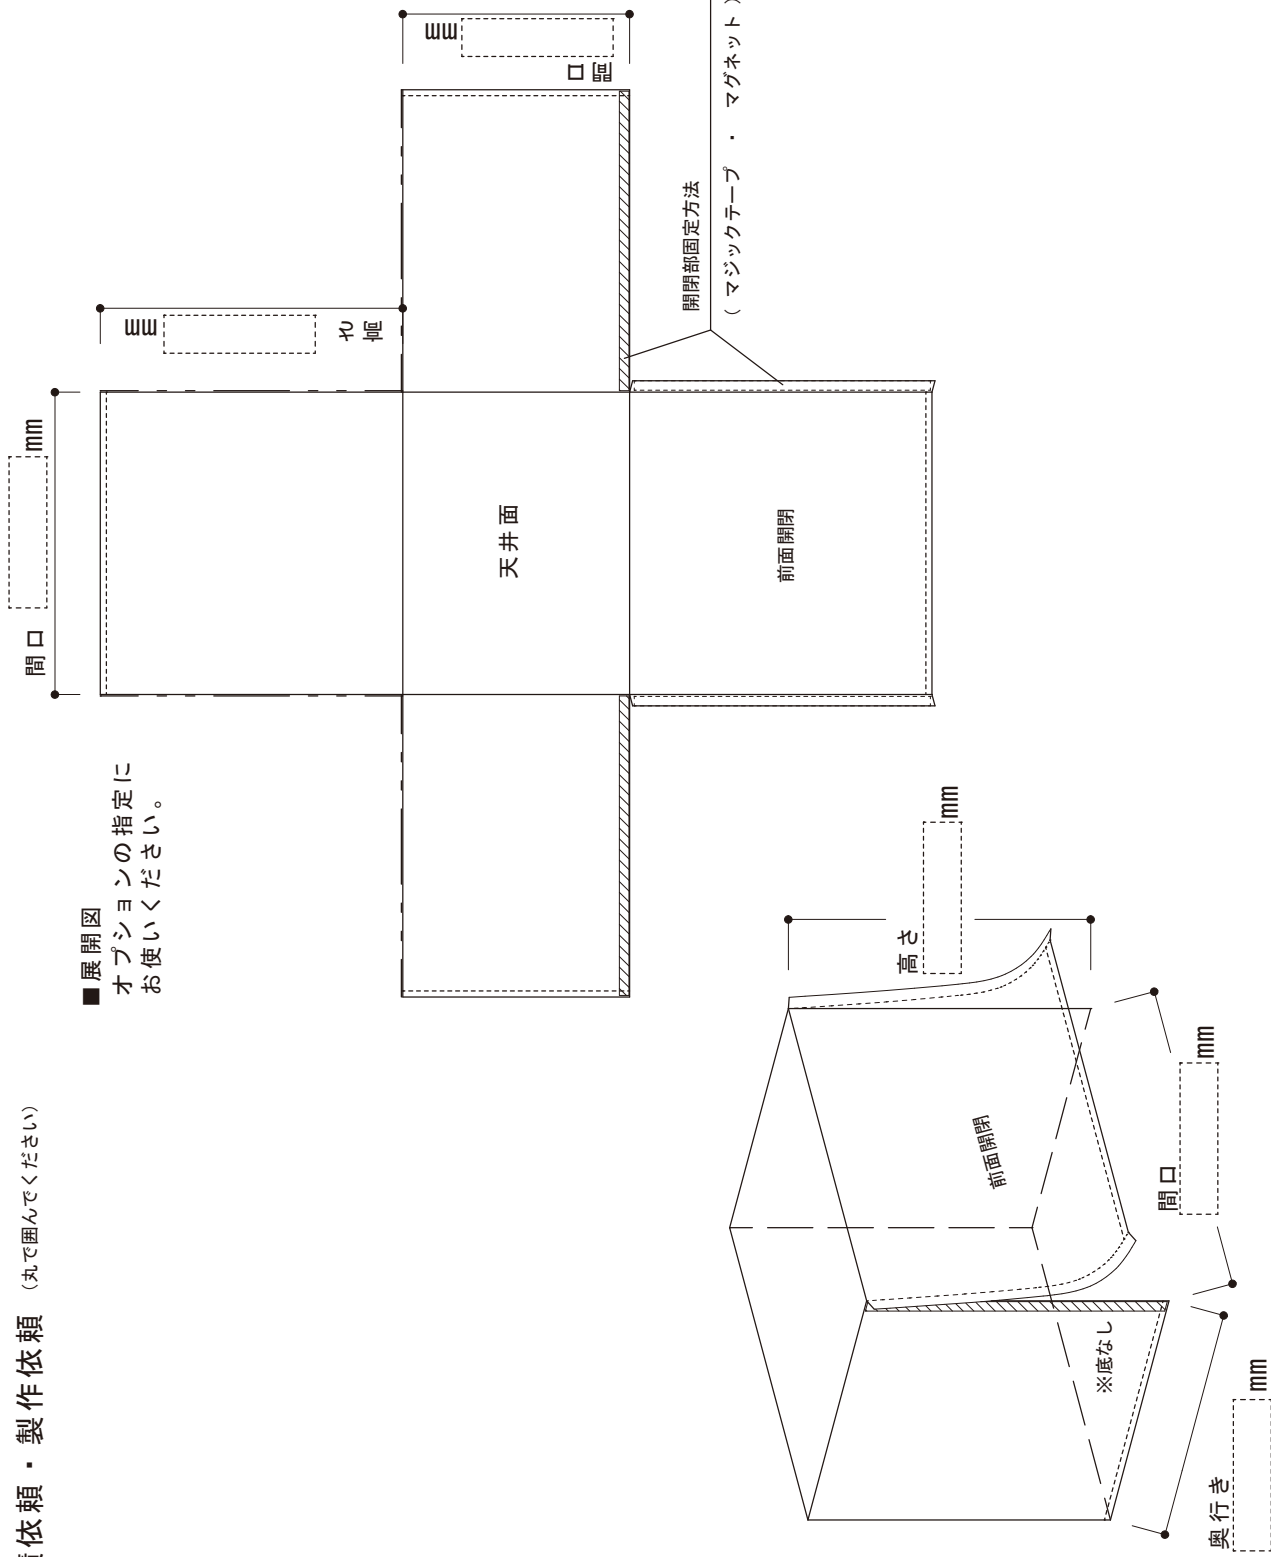 依頼・製作依頼 （丸で囲んでください）
■展開図
オプションの指定に
お使いください。
間口 mm
高さ mm
間口 mm
天井面
前面開閉
開閉部固定方法
（ マジックテープ ・ マグネット ）
高さ mm
前面開閉
間口 mm
※底なし
奥行き mm